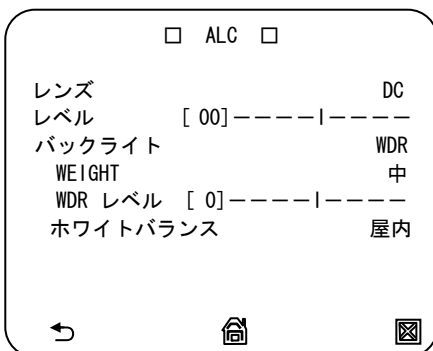 □ ALC □
レンズ DC
レベル [ 00]----I----
バックライト WDR
WEIGHT 中
WDR レベル [ 0]----I----
ホワイトバランス 屋内